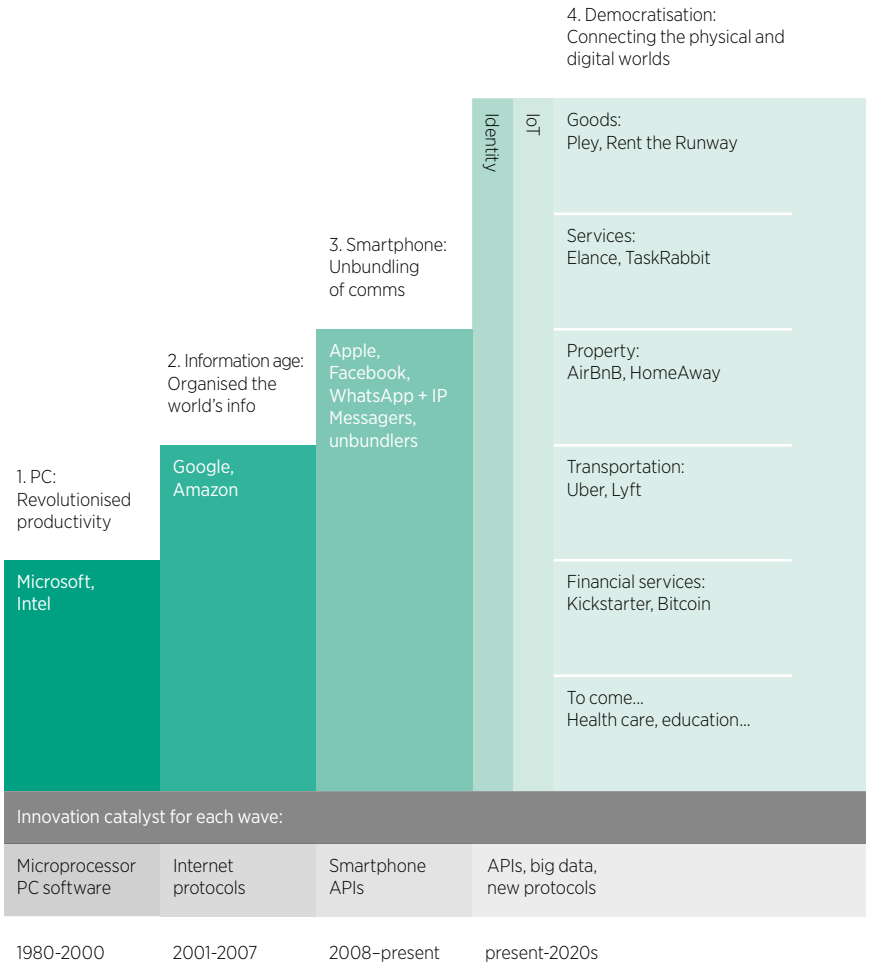 4. Democratisation:
Connecting the physical and
digital worlds
Identity
IoT
Goods:
Pley, Rent the Runway
Services:
Elance, TaskRabbit
3. Smartphone:
Unbundling
of comms
Apple,
Facebook,
WhatsApp + IP
Messagers,
unbundlers
Property:
AirBnB, HomeAway
2. Information age:
Organised the
world's info
Google,
Amazon
Transportation:
Uber, Lyft
1. PC:
Revolutionised
productivity
Microsoft,
Intel
Financial services:
Kickstarter, Bitcoin
To come...
Health care, education...
Innovation catalyst for each wave:
Microprocessor
PC software
Internet
protocols
Smartphone
APIs
APIs, big data,
new protocols
1980-2000
2001-2007
2008–present
present-2020s